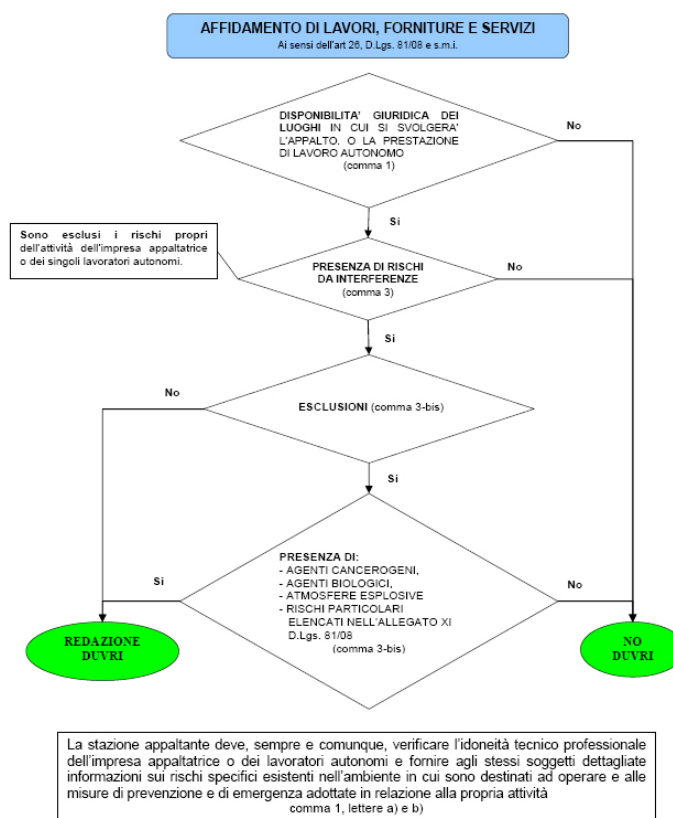 AFFIDAMENTO DI LAVORI, FORNITURE E SERVIZI
Ai sensi dell'art 26, D.Lgs. 81/08 e s.m.i.
DISPONIBILITA' GIURIDICA DEI
LUOGHI IN CUI SI SVOLGERA'
L'APPALTO, O LA PRESTAZIONE
DI LAVORO AUTONOMO
(comma 1)
No
Si
Sono esclusi i rischi propri
dell'attività dell'impresa appaltatrice
o dei singoli lavoratori autonomi.
PRESENZA DI RISCHI
DA INTERFERENZE
(comma 3)
No
Si
No
ESCLUSIONI (comma 3-bis)
Si
PRESENZA DI:
- AGENTI CANCEROGENI,
- AGENTI BIOLOGICI,
- ATMOSFERE ESPLOSIVE
- RISCHI PARTICOLARI
ELENCATI NELL'ALLEGATO XI
D.Lgs. 81/08
(comma 3-bis)
Si
No
REDAZIONE
DUVRI
NO
DUVRI
La stazione appaltante deve, sempre e comunque, verificare l'idoneità tecnico professionale
dell'impresa appaltatrice o dei lavoratori autonomi e fornire agli stessi soggetti dettagliate
informazioni sui rischi specifici esistenti nell'ambiente in cui sono destinati ad operare e alle
misure di prevenzione e di emergenza adottate in relazione alla propria attività
comma 1, lettere a) e b)